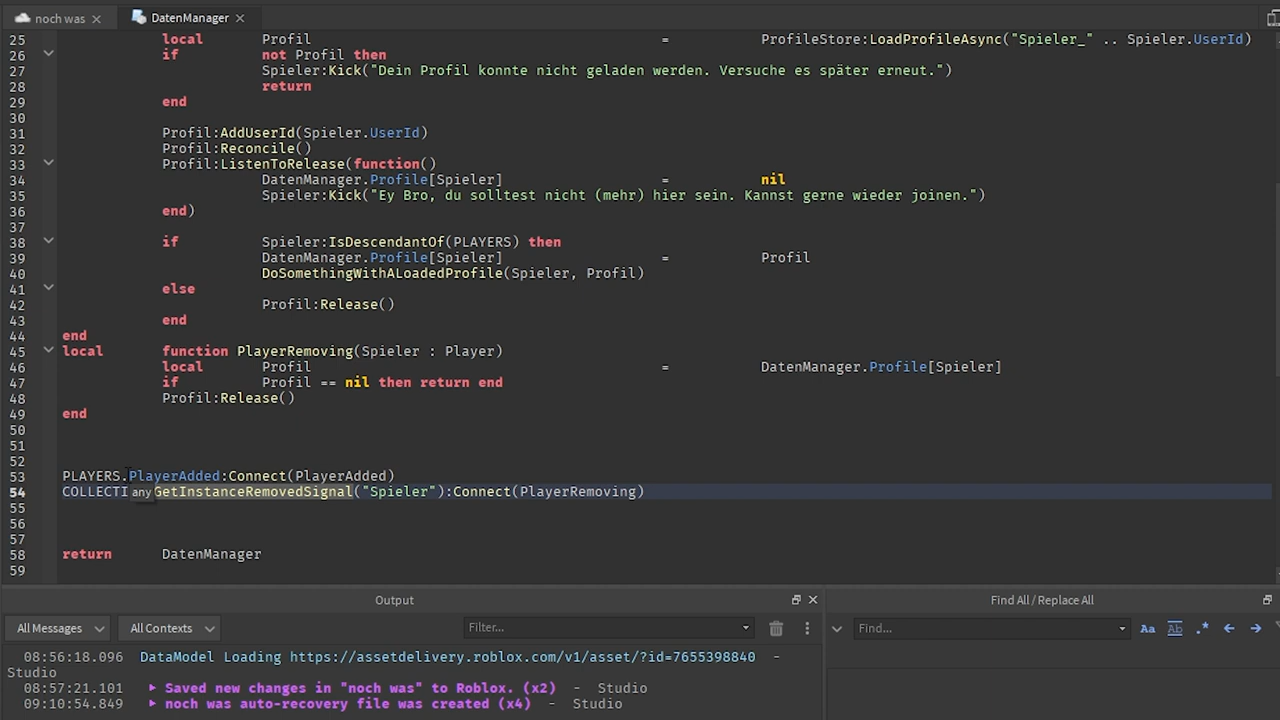 noch was
DatenManager
25 local Profil = ProfileStore:LoadProfileAsync("Spieler_" .. Spieler.UserId)
26 if not Profil then
27 Spieler:Kick("Dein Profil konnte nicht geladen werden. Versuche es später erneut.")
28 return
29 end
30
31 Profil:AddUserId(Spieler.UserId)
32 Profil:Reconcile()
33 Profil:ListenToRelease(function()
34 DatenManager.Profile[Spieler] = nil
35 Spieler:Kick("Ey Bro, du solltest nicht (mehr) hier sein. Kannst gerne wieder joinen.")
36 end)
37
38 if Spieler:IsDescendantOf(PLAYERS) then
39 DatenManager.Profile[Spieler] = Profil
40 DoSomethingWithALoadedProfile(Spieler, Profil)
41 else
42 Profil:Release()
43 end
44 end
45 local function PlayerRemoving(Spieler : Player)
46 local Profil = DatenManager.Profile[Spieler]
47 if Profil == nil then return end
48 Profil:Release()
49 end
50
51
52
53 PLAYERS.PlayerAdded:Connect(PlayerAdded)
54 COLLECTI any GetInstanceRemovedSignal("Spieler"):Connect(PlayerRemoving)
55
56
57
58 return DatenManager
59
Output
Find All / Replace All
All Messages All Contexts Filter... Find... Aa Ab .*
08:56:18.096 DataModel Loading https://assetdelivery.roblox.com/v1/asset/?id=7655398840 -
Studio
08:57:21.101 Saved new changes in "noch was" to Roblox. (x2) - Studio
09:10:54.849 noch was auto-recovery file was created (x4) - Studio